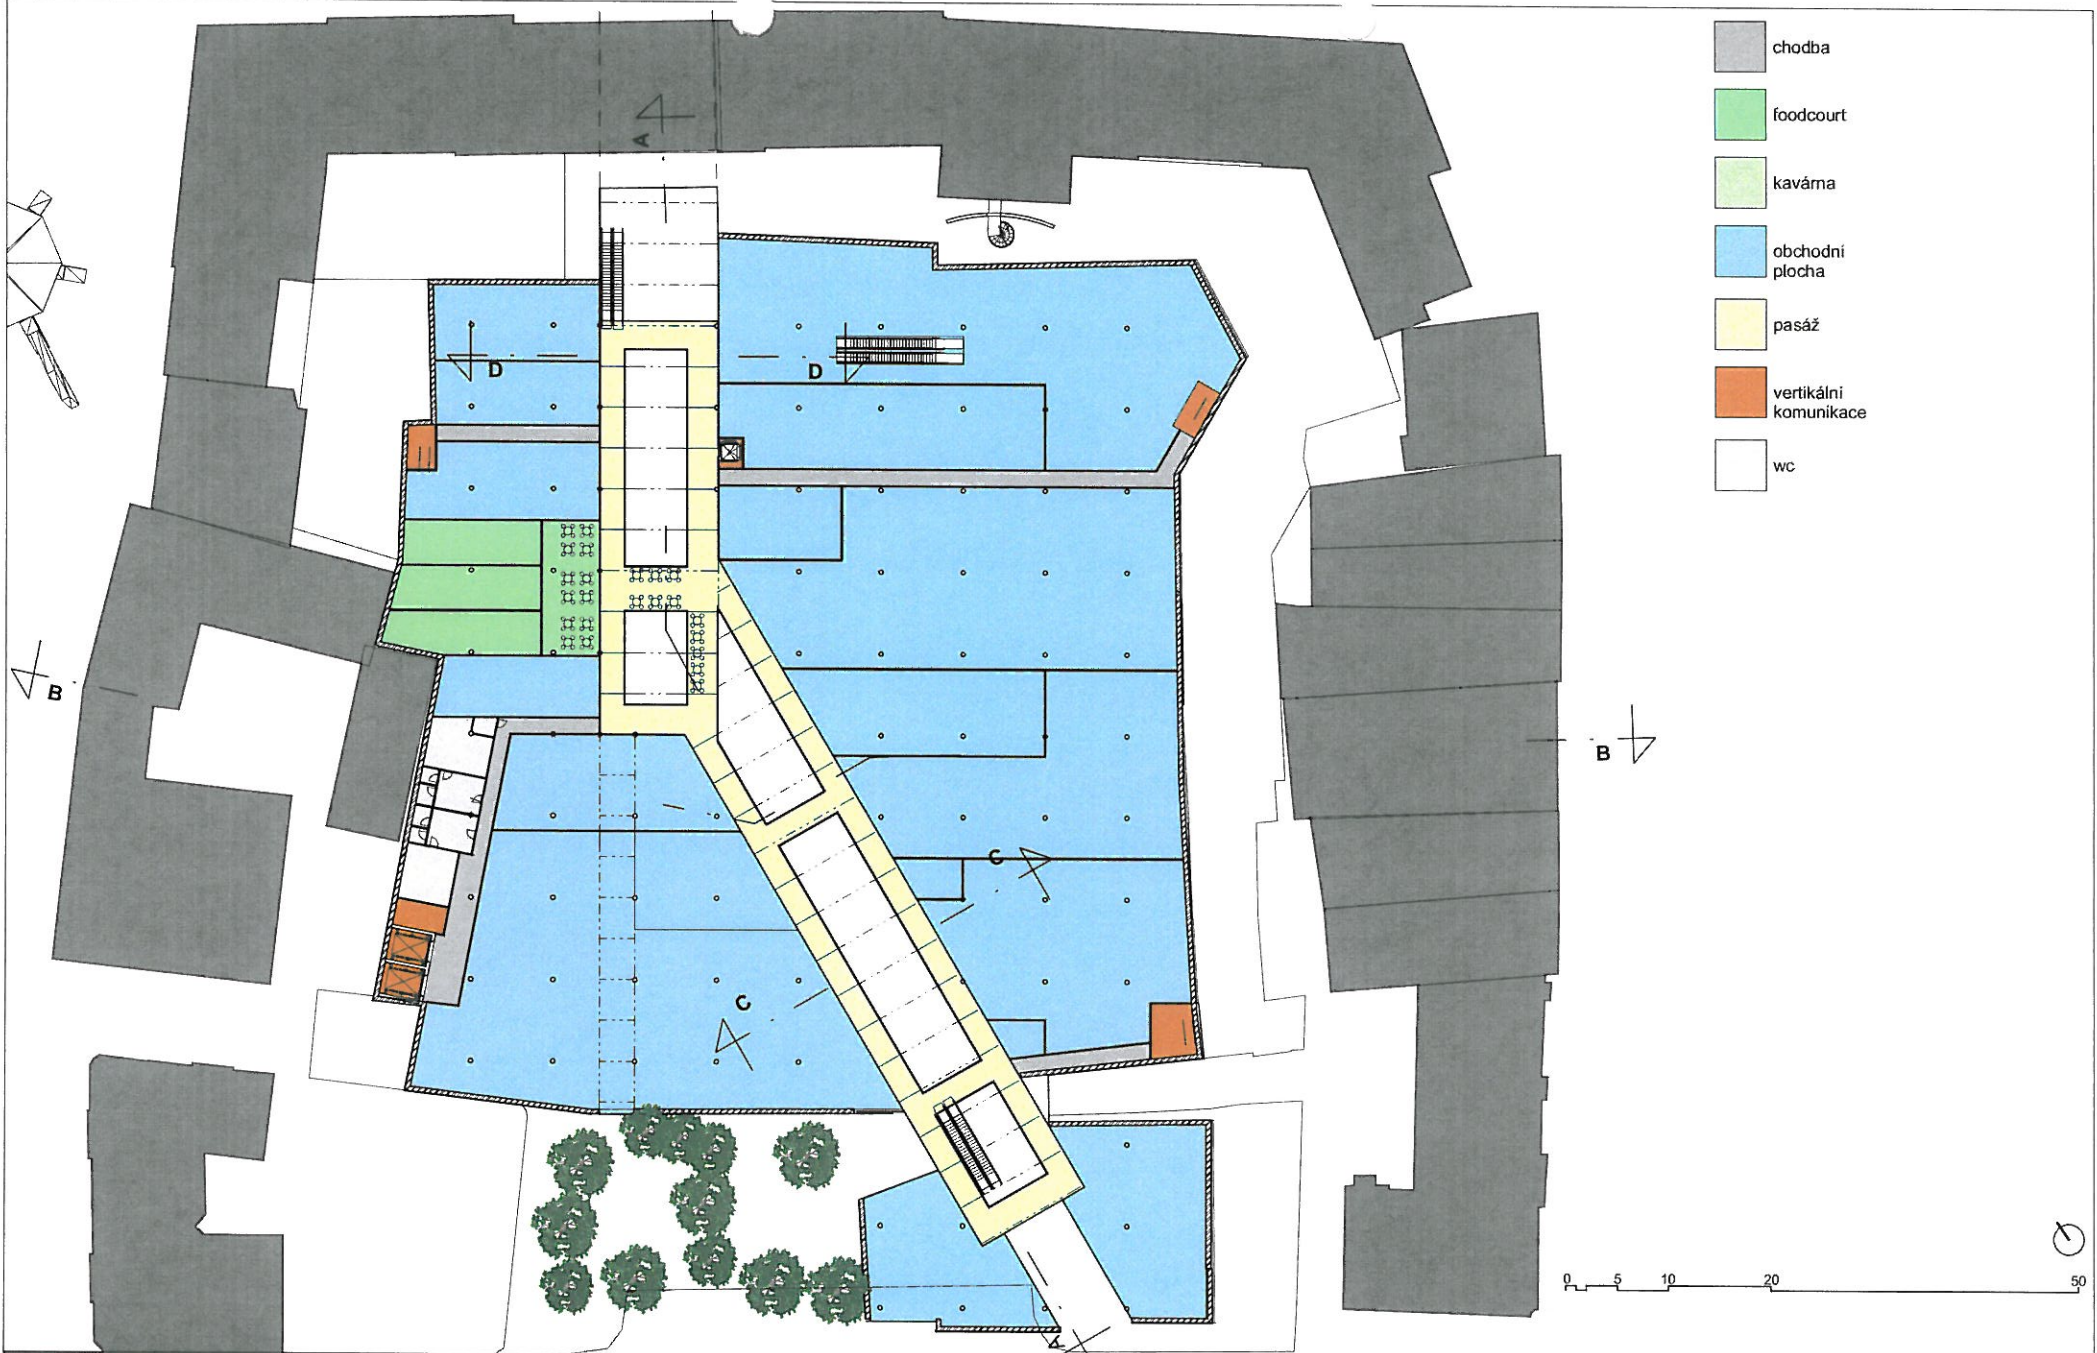 chodba
foodcourt
kavárna
obchodní
plocha
pasáž
vertikální
komunikace
wc
A
D
D
B
B
C
C
A
0 5 10 20 50